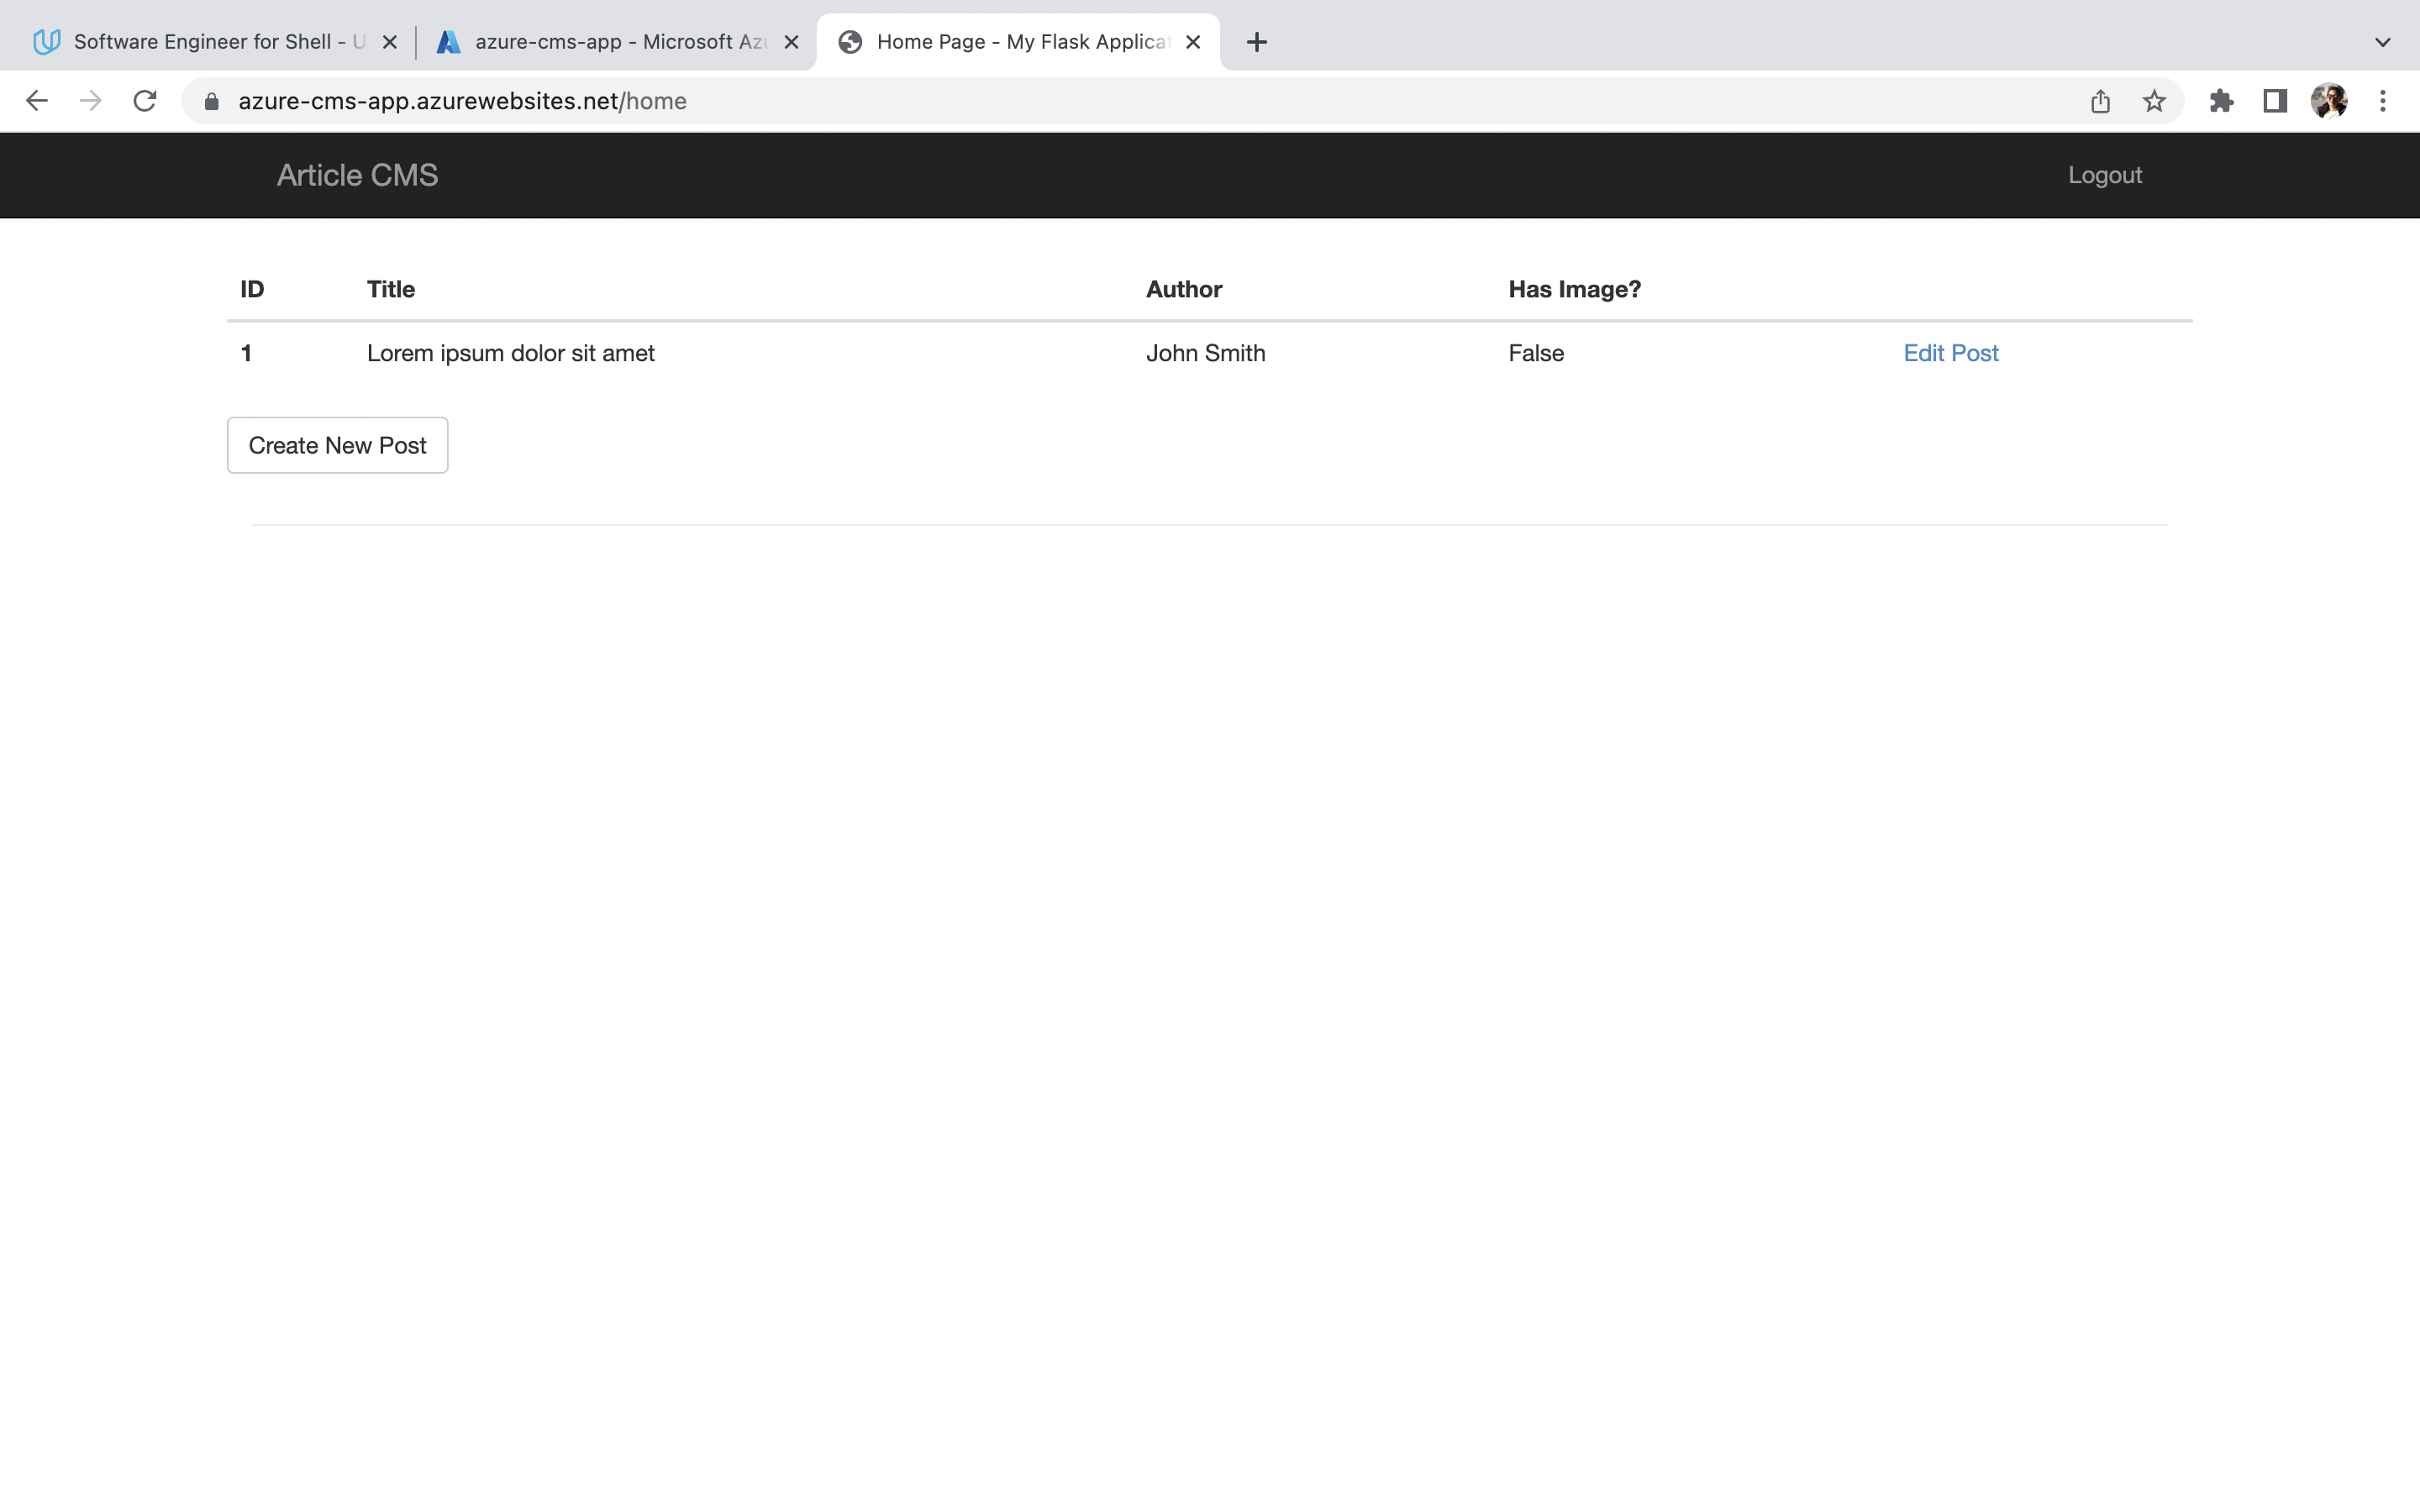 Software Engineer for Shell - U
azure-cms-app - Microsoft Azu
Home Page - My Flask Applicat
azure-cms-app.azurewebsites.net/home
Article CMS
Logout
ID Title Author Has Image?
1 Lorem ipsum dolor sit amet John Smith False Edit Post
Create New Post